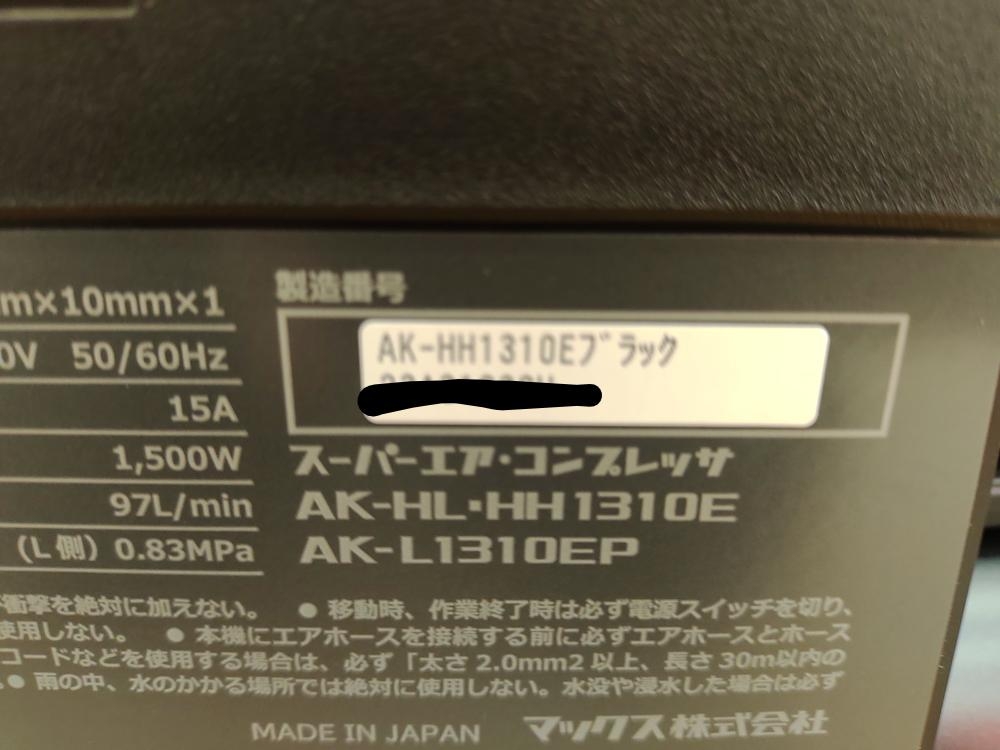 製造番号
m×10mm×1
0V 50/60Hz
15A
1,500W
97L/min
(L側) 0.83MPa
AK-HH1310Eブラック
スーパーエア・コンプレッサ
AK-HL・HH1310E
AK-L1310EP
衝撃を絶対に加えない。 ● 移動時、作業終了時は必ず電源スイッチを切り、
使用しない。 ● 本機にエアホースを接続する前に必ずエアホースとホース
コードなどを使用する場合は、必ず「太さ2.0mm2以上、長さ30m以内の
● 雨の中、水のかかる場所では絶対に使用しない。水没や浸水した場合は必ず
MADE IN JAPAN マックス株式会社